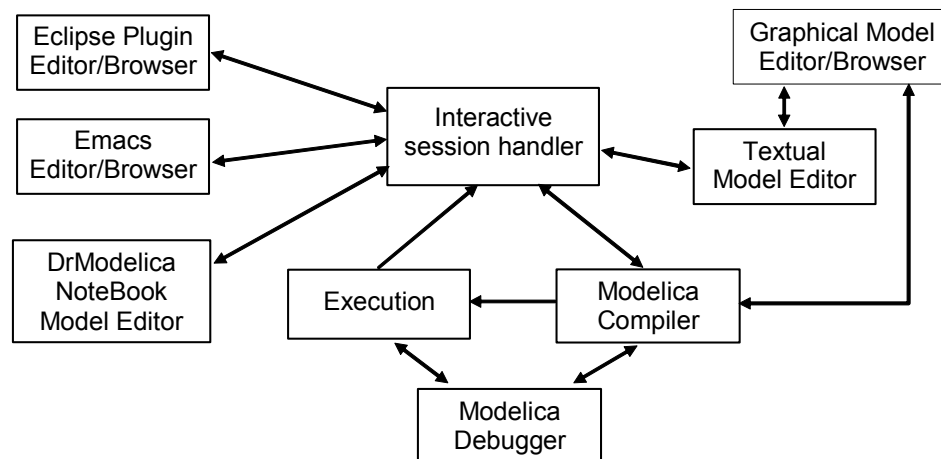 Eclipse Plugin
Editor/Browser
Graphical Model
Editor/Browser
Interactive
session handler
Emacs
Editor/Browser
Textual
Model Editor
DrModelica
NoteBook
Model Editor
Execution
Modelica
Compiler
Modelica
Debugger